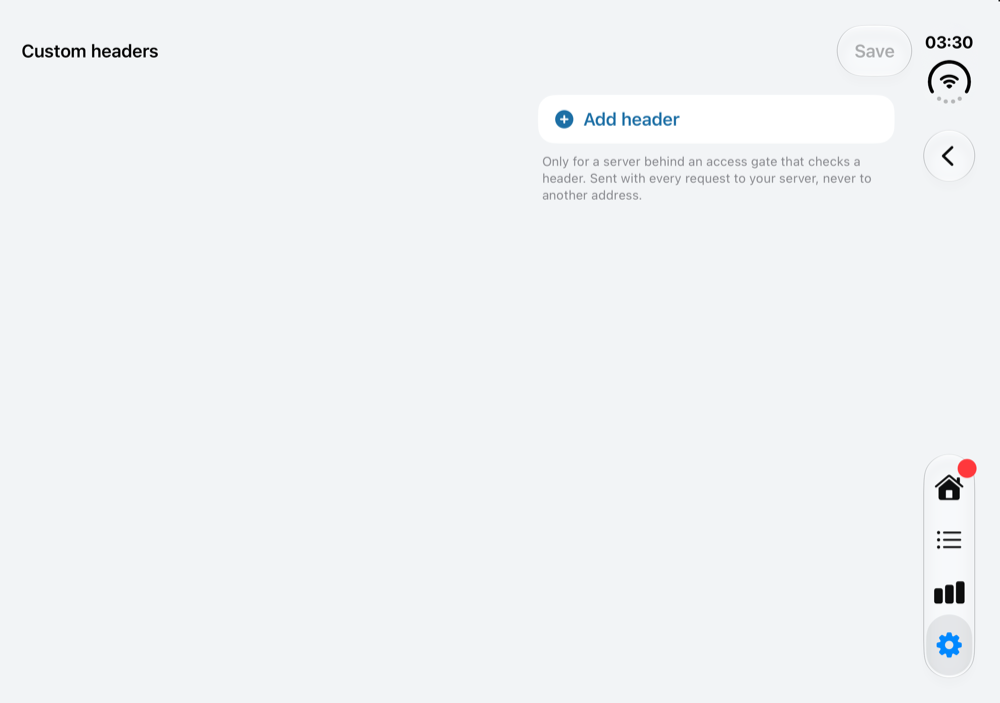 Custom headers
Save
03:30
Add header
Only for a server behind an access gate that checks a
header. Sent with every request to your server, never to
another address.